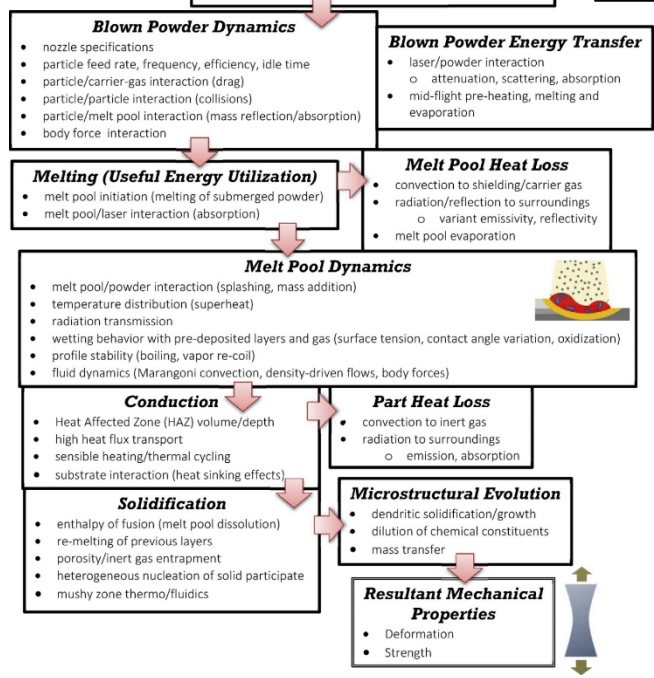 Blown Powder Dynamics
• nozzle specifications
• particle feed rate, frequency, efficiency, idle time
• particle/carrier-gas interaction (drag)
• particle/particle interaction (collisions)
• particle/melt pool interaction (mass reflection/absorption)
• body force interaction
Blown Powder Energy Transfer
• laser/powder interaction
o attenuation, scattering, absorption
• mid-flight pre-heating, melting and
evaporation
Melting (Useful Energy Utilization)
• melt pool initiation (melting of submerged powder)
• melt pool/laser interaction (absorption)
Melt Pool Heat Loss
• convection to shielding/carrier gas
• radiation/reflection to surroundings
o variant emissivity, reflectivity
• melt pool evaporation
Melt Pool Dynamics
• melt pool/powder interaction (splashing, mass addition)
• temperature distribution (superheat)
• radiation transmission
• wetting behavior with pre-deposited layers and gas (surface tension, contact angle variation, oxidization)
• profile stability (boiling, vapor re-coil)
• fluid dynamics (Marangoni convection, density-driven flows, body forces)
Conduction
• Heat Affected Zone (HAZ) volume/depth
• high heat flux transport
• sensible heating/thermal cycling
• substrate interaction (heat sinking effects)
Part Heat Loss
• convection to inert gas
• radiation to surroundings
o emission, absorption
Solidification
• enthalpy of fusion (melt pool dissolution)
• re-melting of previous layers
• porosity/inert gas entrapment
• heterogeneous nucleation of solid participate
• mushy zone thermo/fluidics
Microstructural Evolution
• dendritic solidification/growth
• dilution of chemical constituents
• mass transfer
Resultant Mechanical
Properties
• Deformation
• Strength